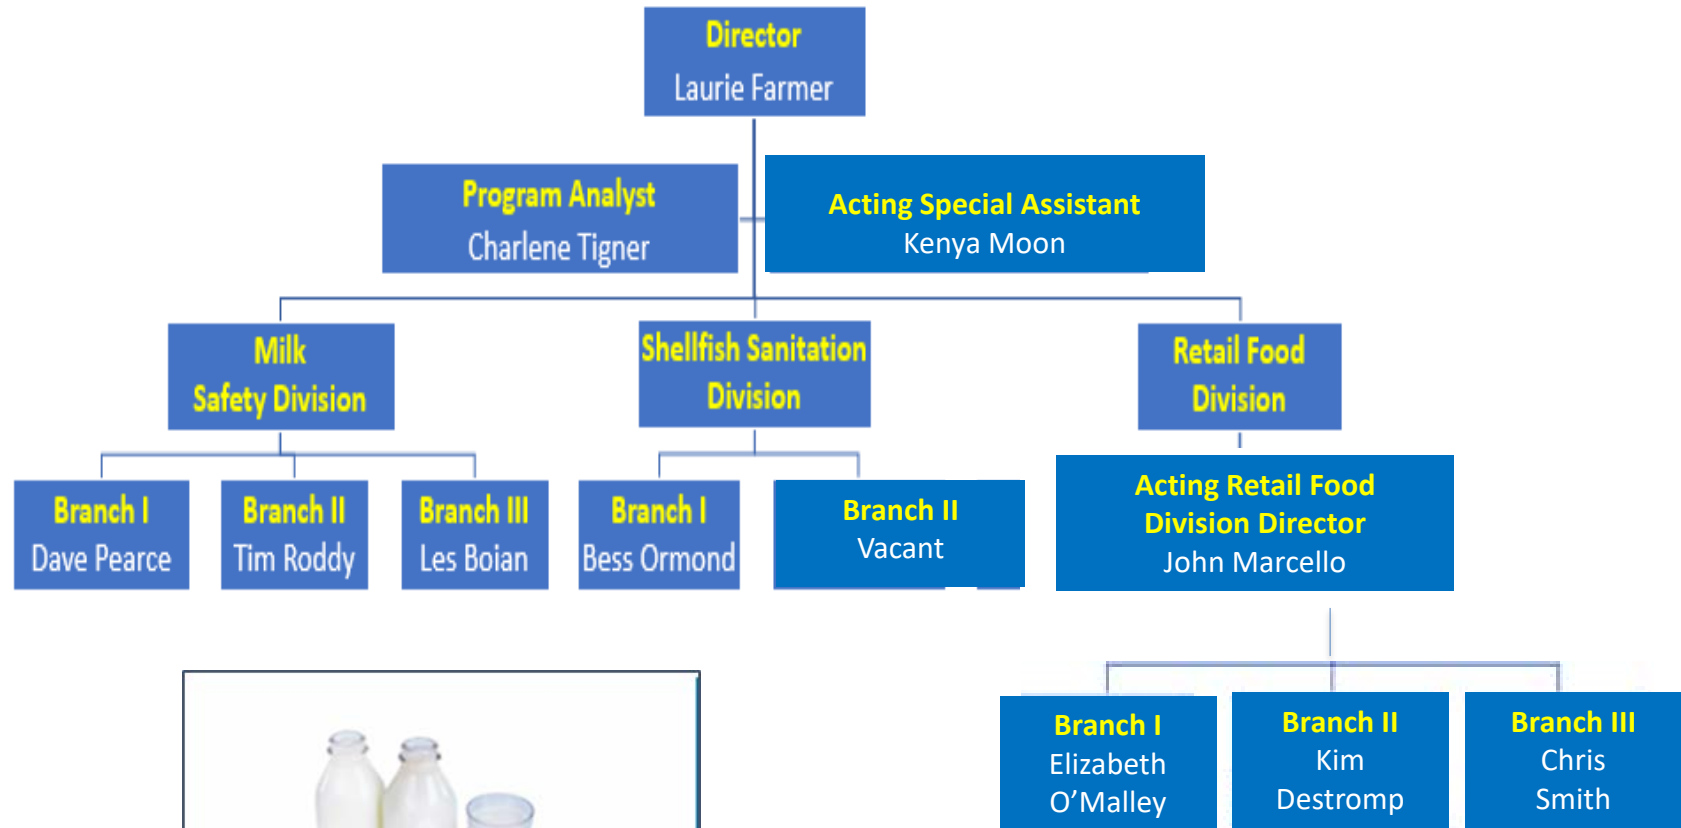 Director
Laurie Farmer
Program Analyst
Charlene Tigner
Acting Special Assistant
Kenya Moon
Milk
Safety Division
Shellfish Sanitation
Division
Retail Food
Division
Branch I
Dave Pearce
Branch II
Tim Roddy
Branch III
Les Boian
Branch I
Bess Ormond
Branch II
Vacant
Acting Retail Food
Division Director
John Marcello
Branch I
Elizabeth
O’Malley
Branch II
Kim
Destromp
Branch III
Chris
Smith